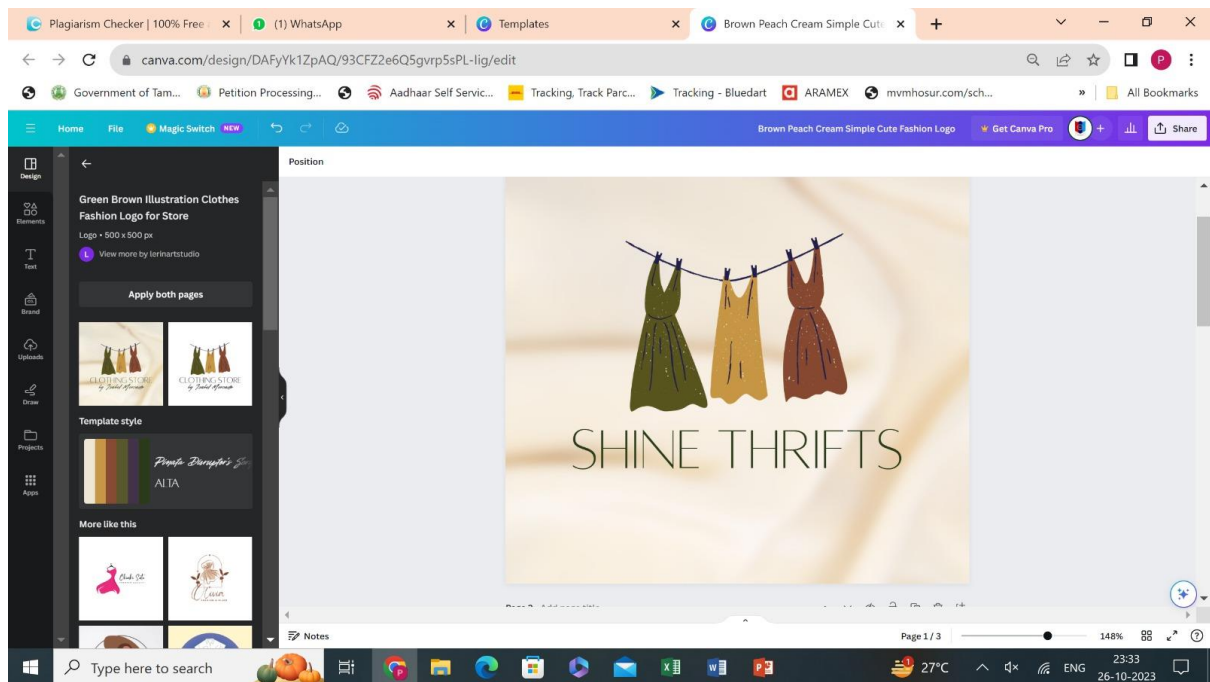 Plagiarism Checker | 100% Free
(1) WhatsApp
Templates
Brown Peach Cream Simple Cute
canva.com/design/DAFyYk1ZpAQ/93CFZ2e6Q5gvrp5sPL-lig/edit
P
Government of Tam...
Petition Processing...
Aadhaar Self Servic...
Tracking, Track Parc...
Tracking - Bluedart
ARAMEX
mvmhosur.com/sch...
»
All Bookmarks
Home
File
Magic Switch NEW
Brown Peach Cream Simple Cute Fashion Logo
Get Canva Pro
Share
Design
Elements
Text
Brand
Uploads
Draw
Projects
Apps
Green Brown Illustration Clothes
Fashion Logo for Store
Logo • 500 x 500 px
L View more by lerinartstudio
Apply both pages
CLOTHING STORE
CLOTHING STORE
Template style
ALTA
More like this
Olivia
Position
SHINE THRIFTS
Notes
Page 1 / 3
148%
Type here to search
27°C
ENG
23:33
26-10-2023